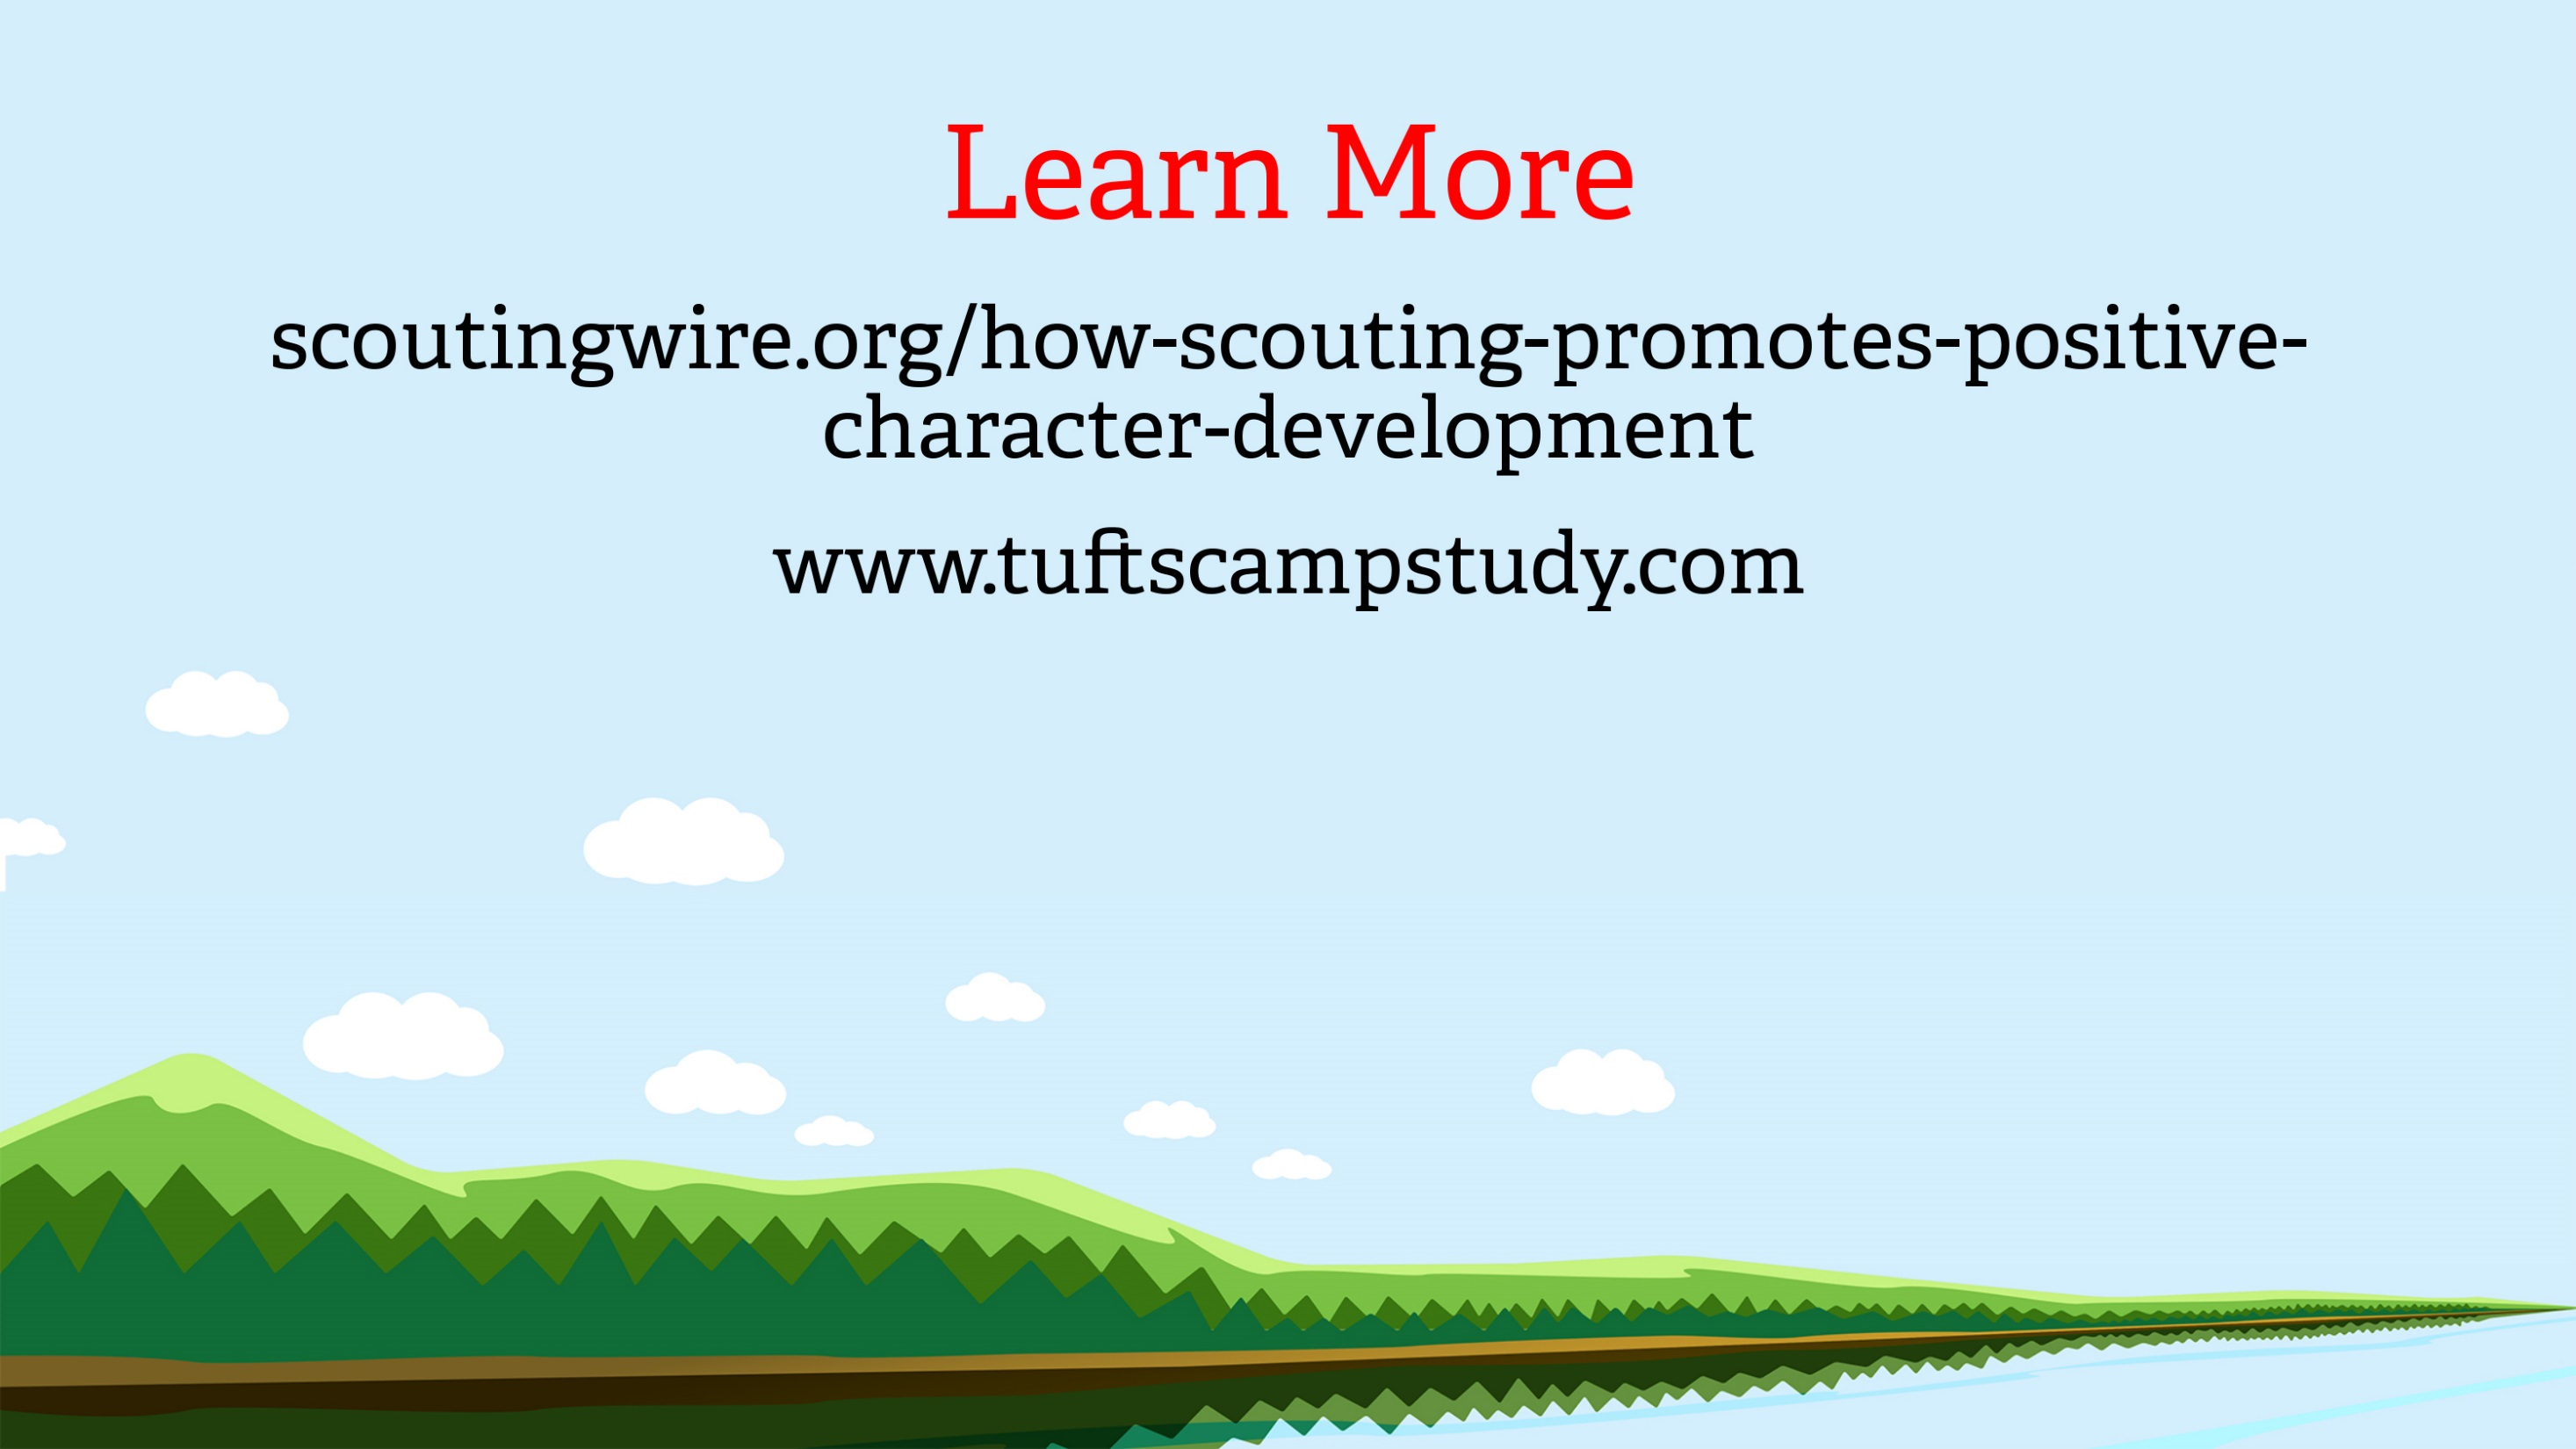 Learn More
scoutingwire.org/how-scouting-promotes-positive-
character-development
www.tuftscampstudy.com